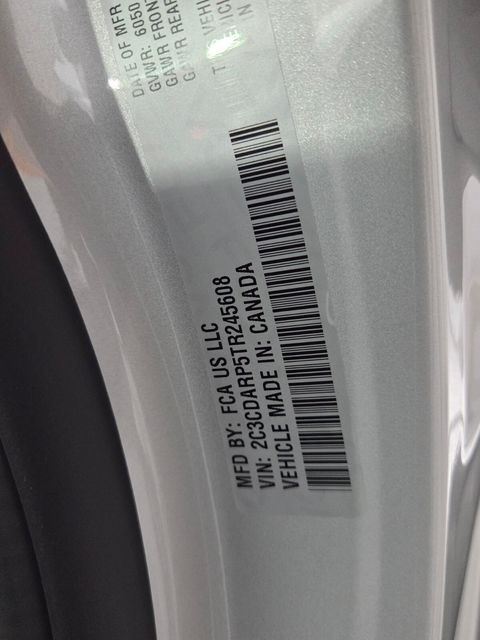 DATE OF MFR
GVWR: 6050
GAWR FRONT
GAWR REAR
MFD BY: FCA US LLC
VIN: 2C3CDARP5TR245608
VEHICLE MADE IN: CANADA